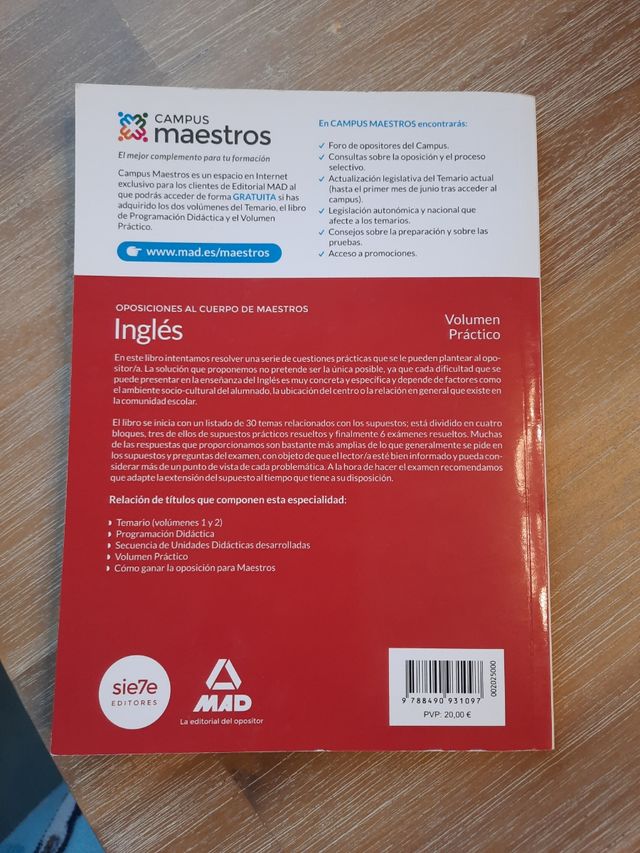 CAMPUS
maestros
El mejor complemento para tu formación
Campus Maestros es un espacio en Internet
exclusivo para los clientes de Editorial MAD al
que podrás acceder de forma GRATUITA si has
adquirido los dos volúmenes del Temario, el libro
de Programación Didáctica y el Volumen
Práctico.
www.mad.es/maestros
En CAMPUS MAESTROS encontrarás:
✓ Foro de opositores del Campus.
✓ Consultas sobre la oposición y el proceso
selectivo.
✓ Actualización legislativa del Temario actual
(hasta el primer mes de junio tras acceder al
campus).
✓ Legislación autonómica y nacional que
afecte a los temarios.
✓ Consejos sobre la preparación y sobre las
pruebas.
✓ Acceso a promociones.
OPOSICIONES AL CUERPO DE MAESTROS
Inglés
Volumen
Práctico
En este libro intentamos resolver una serie de cuestiones prácticas que se le pueden plantear al opo-
sitor/a. La solución que proponemos no pretende ser la única posible, ya que cada dificultad que se
puede presentar en la enseñanza del Inglés es muy concreta y específica y depende de factores como
el ambiente socio-cultural del alumnado, la ubicación del centro o la relación en general que existe en
la comunidad escolar.
El libro se inicia con un listado de 30 temas relacionados con los supuestos; está dividido en cuatro
bloques, tres de ellos de supuestos prácticos resueltos y finalmente 6 exámenes resueltos. Muchas
de las respuestas que proporcionamos son bastante más amplias de lo que generalmente se pide en
los supuestos y preguntas del examen, con objeto de que el lector/a esté bien informado y pueda con-
siderar más de un punto de vista de cada problemática. A la hora de hacer el examen recomendamos
que adapte la extensión del supuesto al tiempo que tiene a su disposición.
Relación de títulos que componen esta especialidad:
Temario (volúmenes 1 y 2)
Programación Didáctica
Secuencia de Unidades Didácticas desarrolladas
Volumen Práctico
Cómo ganar la oposición para Maestros
sie7e
EDITORES
MAD
La editorial del opositor
9 788490 931097
002025000
PVP: 20,00 €